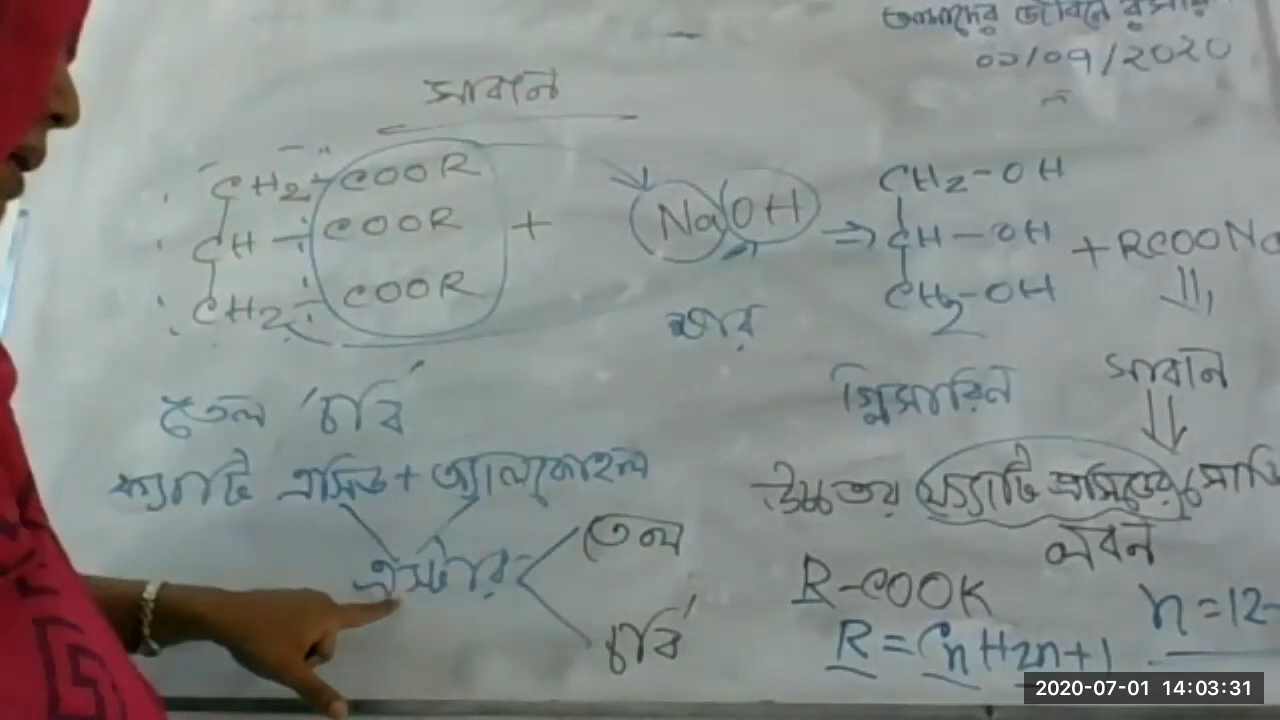 আমাদের জীবনে রসায়ন
০১/০৭/২০২০
সাবান
CH2-COOR
CH-COOR + NaOH ⇒
CH2-COOR
ক্ষার
CH2-OH
CH-OH + RCOONa
CH2-OH
তেল চর্বি
গ্লিসারিন
সাবান
ফ্যাটি এসিড + অ্যালকোহল
এস্টার
তেল
চর্বি
উচ্চতর ফ্যাটি এসিডের সোডি
লবন
R-COOK
R = CnH2n+1
n = 12-
2020-07-01 14:03:31